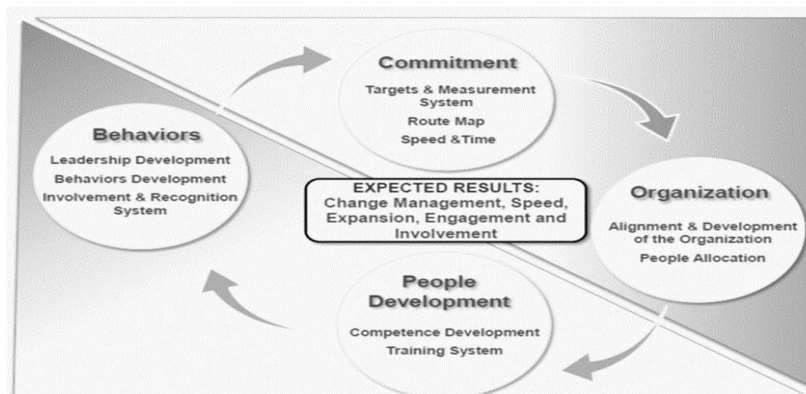 Commitment
Targets & Measurement
System
Route Map
Speed &Time
Behaviors
Leadership Development
Behaviors Development
Involvement & Recognition
System
EXPECTED RESULTS:
Change Management, Speed,
Expansion, Engagement and
Involvement
Organization
Alignment & Development
of the Organization
People Allocation
People
Development
Competence Development
Training System